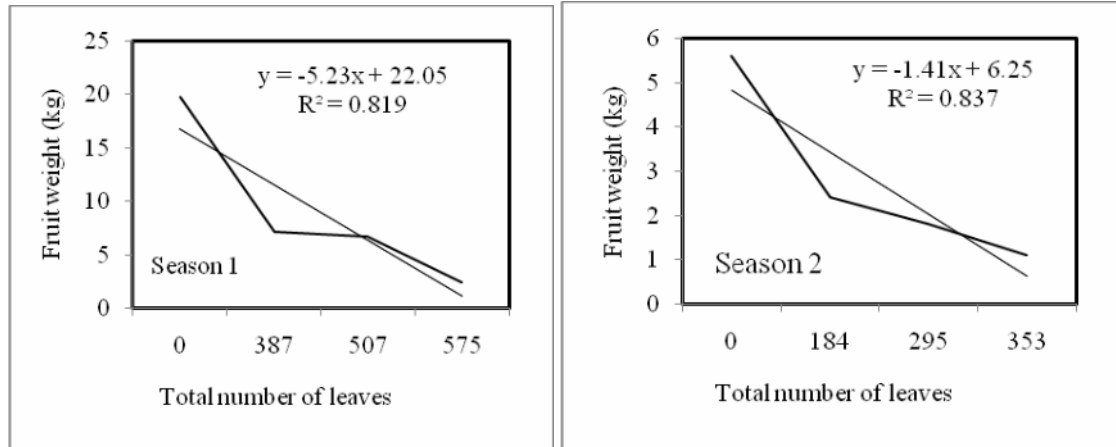 25
20
15
10
5
0
Fruit weight (kg)
y = -5.23x + 22.05
R² = 0.819
Season 1
0 387 507 575
Total number of leaves
6
5
4
3
2
1
0
Fruit weight (kg)
y = -1.41x + 6.25
R² = 0.837
Season 2
0 184 295 353
Total number of leaves